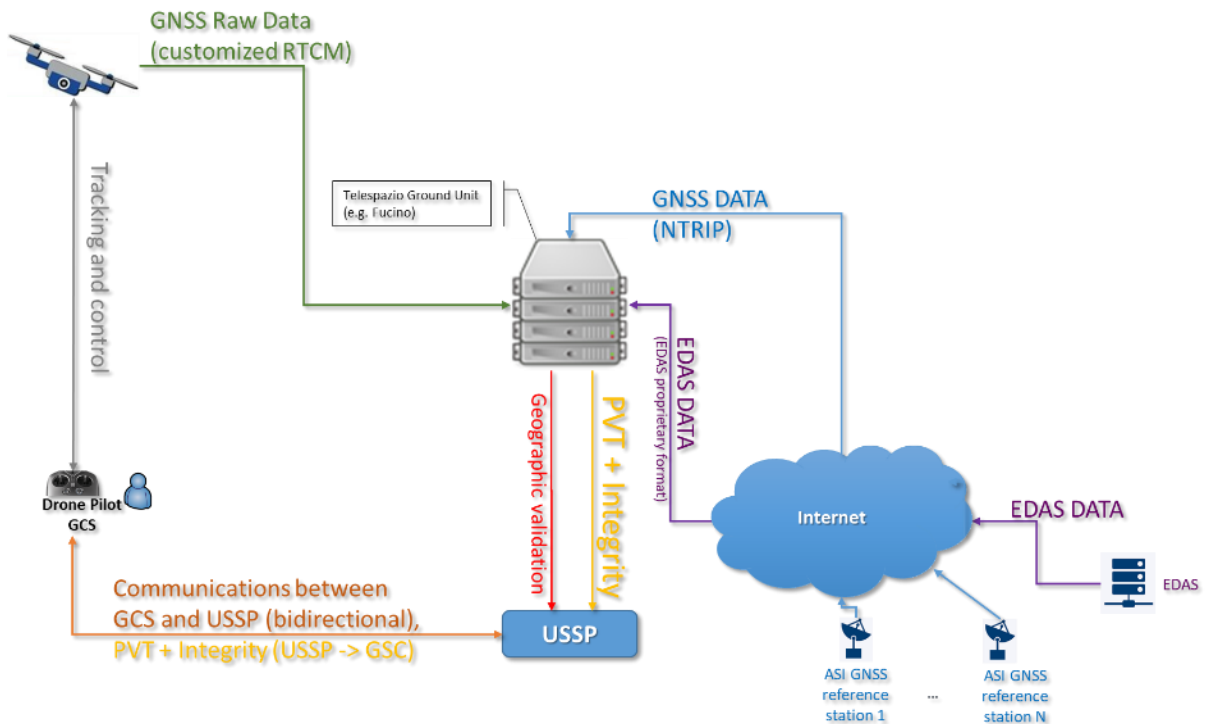 GNSS Raw Data
(customized RTCM)
Tracking and control
Telespazio Ground Unit
(e.g. Fucino)
GNSS DATA
(NTRIP)
EDAS DATA
(EDAS proprietary format)
Geographic validation
PVT + Integrity
Drone Pilot
GCS
Internet
EDAS DATA
EDAS
Communications between
GCS and USSP (bidirectional),
PVT + Integrity (USSP -> GSC)
USSP
ASI GNSS
reference
station 1
...
ASI GNSS
reference
station N